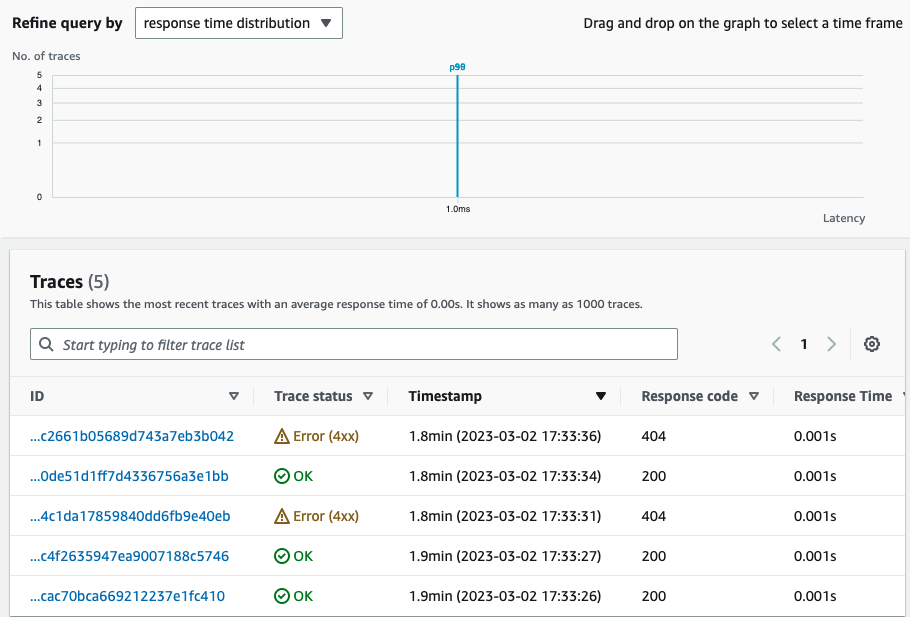 Refine query by response time distribution Drag and drop on the graph to select a time frame
No. of traces
p99
5
4
3
2
1
0
1.0ms
Latency
Traces (5)
This table shows the most recent traces with an average response time of 0.00s. It shows as many as 1000 traces.
Start typing to filter trace list 1
ID Trace status Timestamp Response code Response Time
...c2661b05689d743a7eb3b042 Error (4xx) 1.8min (2023-03-02 17:33:36) 404 0.001s
...0de51d1ff7d4336756a3e1bb OK 1.8min (2023-03-02 17:33:34) 200 0.001s
...4c1da17859840dd6fb9e40eb Error (4xx) 1.8min (2023-03-02 17:33:31) 404 0.001s
...c4f2635947ea9007188c5746 OK 1.9min (2023-03-02 17:33:27) 200 0.001s
...cac70bca669212237e1fc410 OK 1.9min (2023-03-02 17:33:26) 200 0.001s